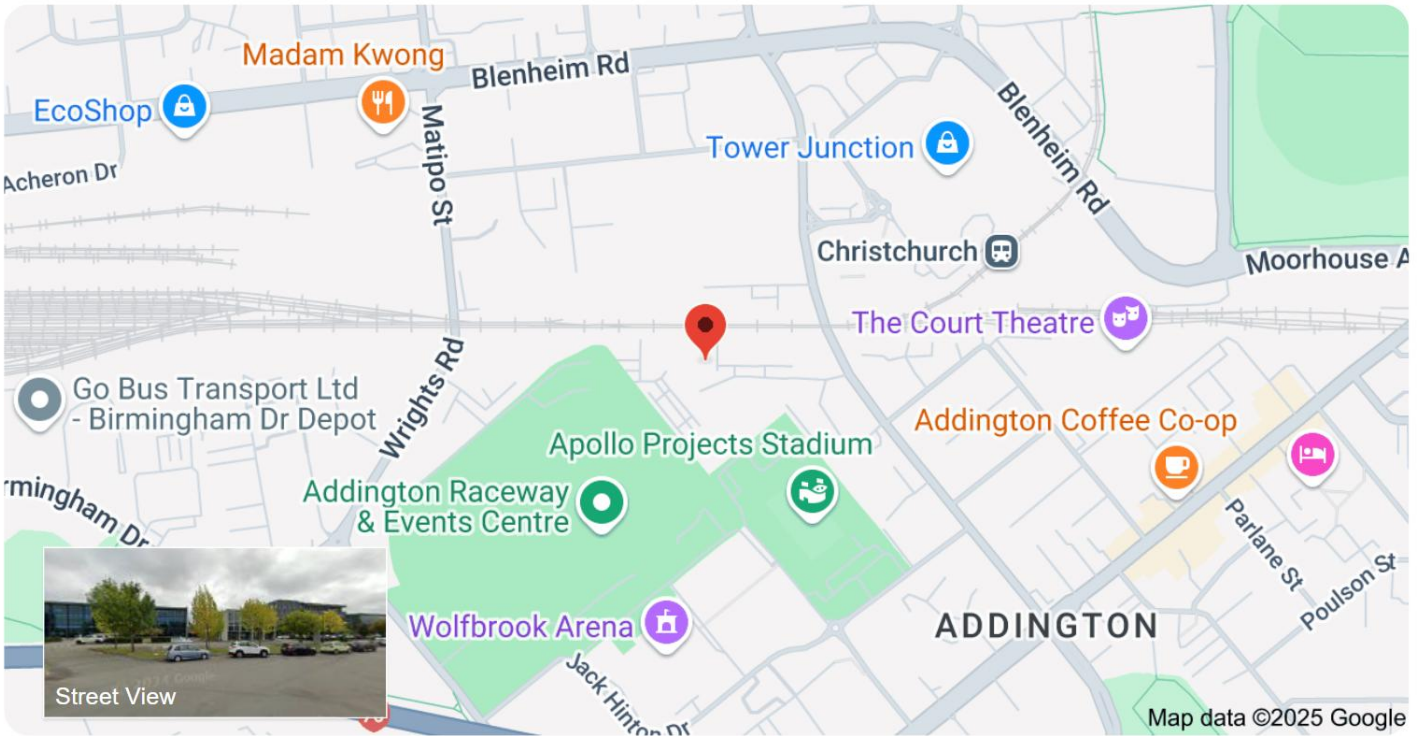 Madam Kwong
Blenheim Rd
EcoShop
Matipo St
Blenheim Rd
Tower Junction
Acheron Dr
Christchurch
Moorhouse A
The Court Theatre
Wrights Rd
Go Bus Transport Ltd
- Birmingham Dr Depot
Addington Coffee Co-op
Apollo Projects Stadium
Addington Raceway
& Events Centre
rmingham Dr
Parlane St
Poulson St
Wolfbrook Arena
ADDINGTON
Jack Hinton Dr
2024 Google
Street View
Map data ©2025 Google